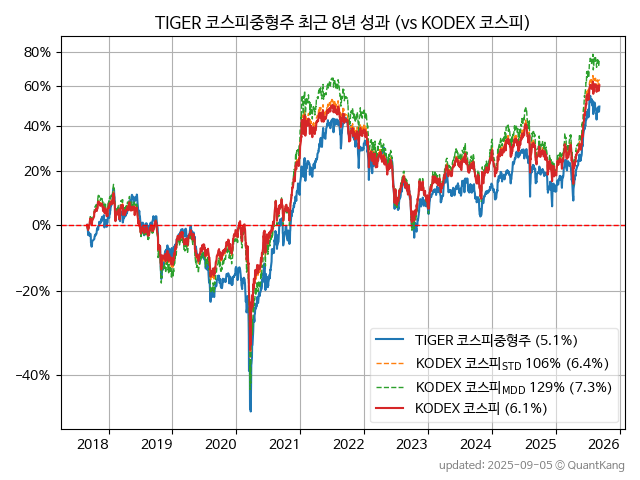 TIGER 코스피중형주 최근 8년 성과 (vs KODEX 코스피)
80%
60%
40%
20%
0%
−20%
−40%
TIGER 코스피중형주 (5.1%)
KODEX 코스피STD 106% (6.4%)
KODEX 코스피MDD 129% (7.3%)
KODEX 코스피 (6.1%)
2018 2019 2020 2021 2022 2023 2024 2025 2026
updated: 2025-09-05 ⓒ QuantKang